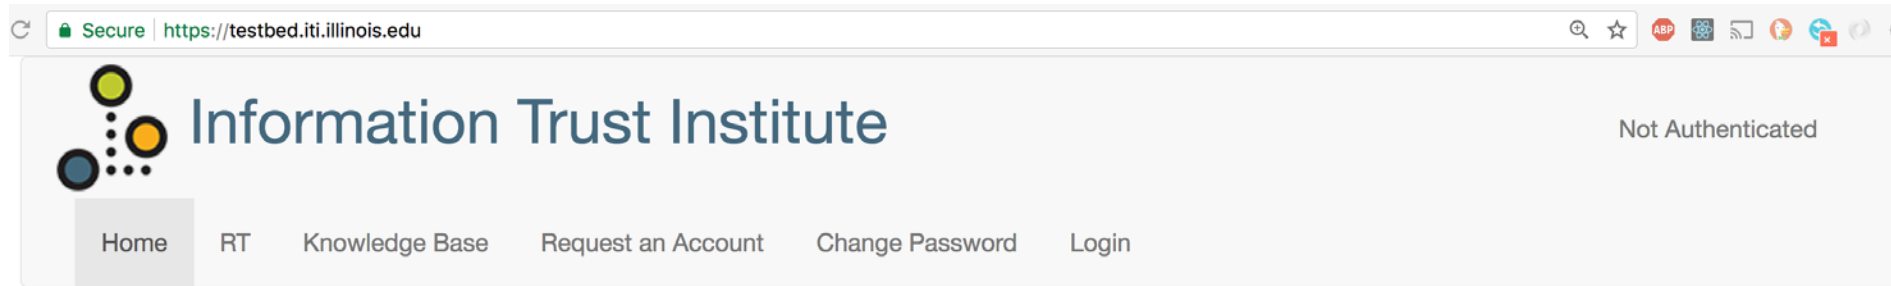 Secure https://testbed.iti.illinois.edu
ABP
Information Trust Institute
Not Authenticated
Home RT Knowledge Base Request an Account Change Password Login